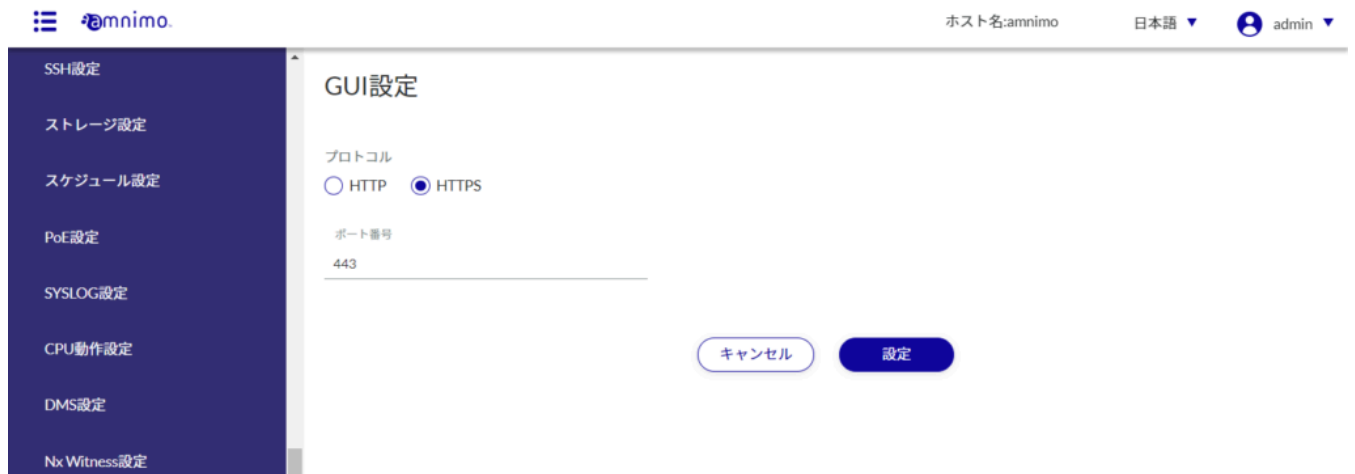 amnimo
ホスト名:amnimo
日本語 ▼
admin ▼
SSH設定
ストレージ設定
スケジュール設定
PoE設定
SYSLOG設定
CPU動作設定
DMS設定
Nx Witness設定
GUI設定
プロトコル
HTTP HTTPS
ポート番号
443
キャンセル 設定